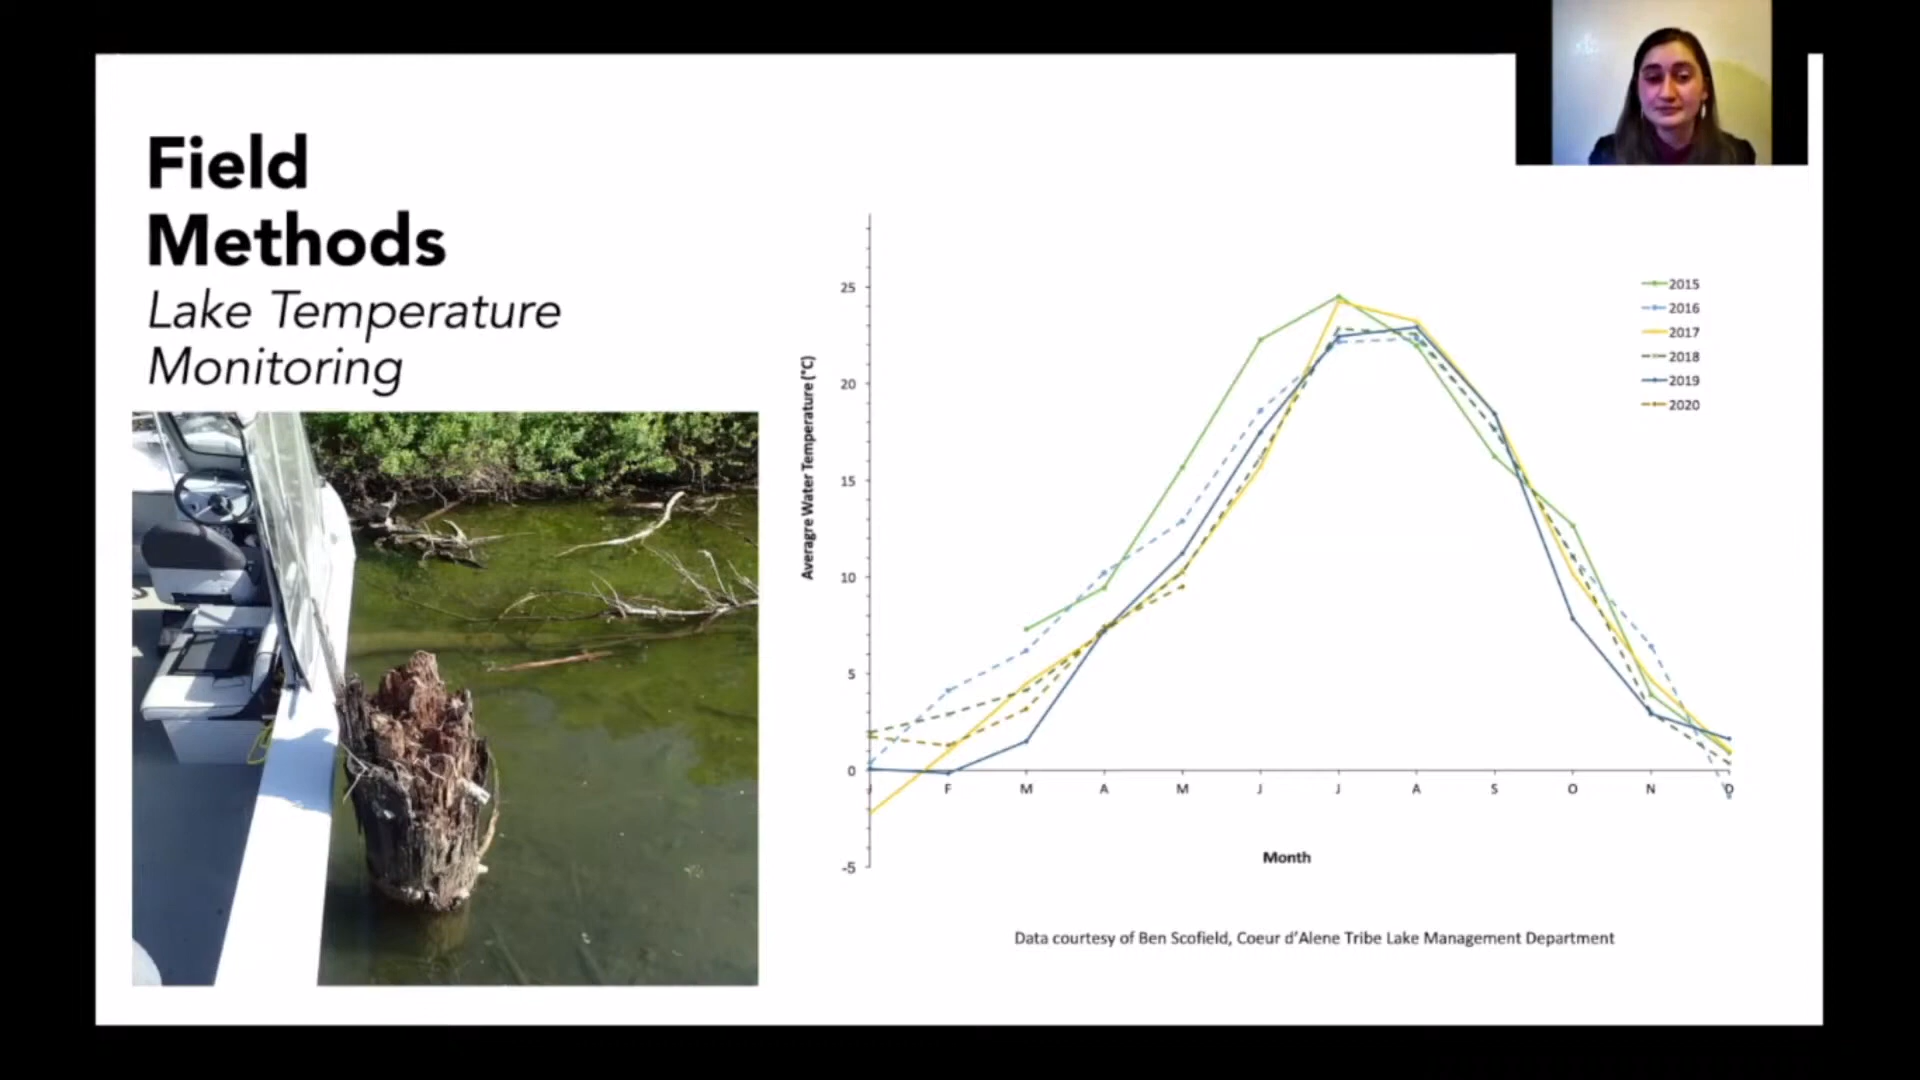 Field
Methods
Lake Temperature
Monitoring
Averagre Water Temperature (°C)
25
20
15
10
5
0
-5
J
F
M
A
M
J
J
A
S
O
N
D
Month
2015
2016
2017
2018
2019
2020
Data courtesy of Ben Scofield, Coeur d'Alene Tribe Lake Management Department